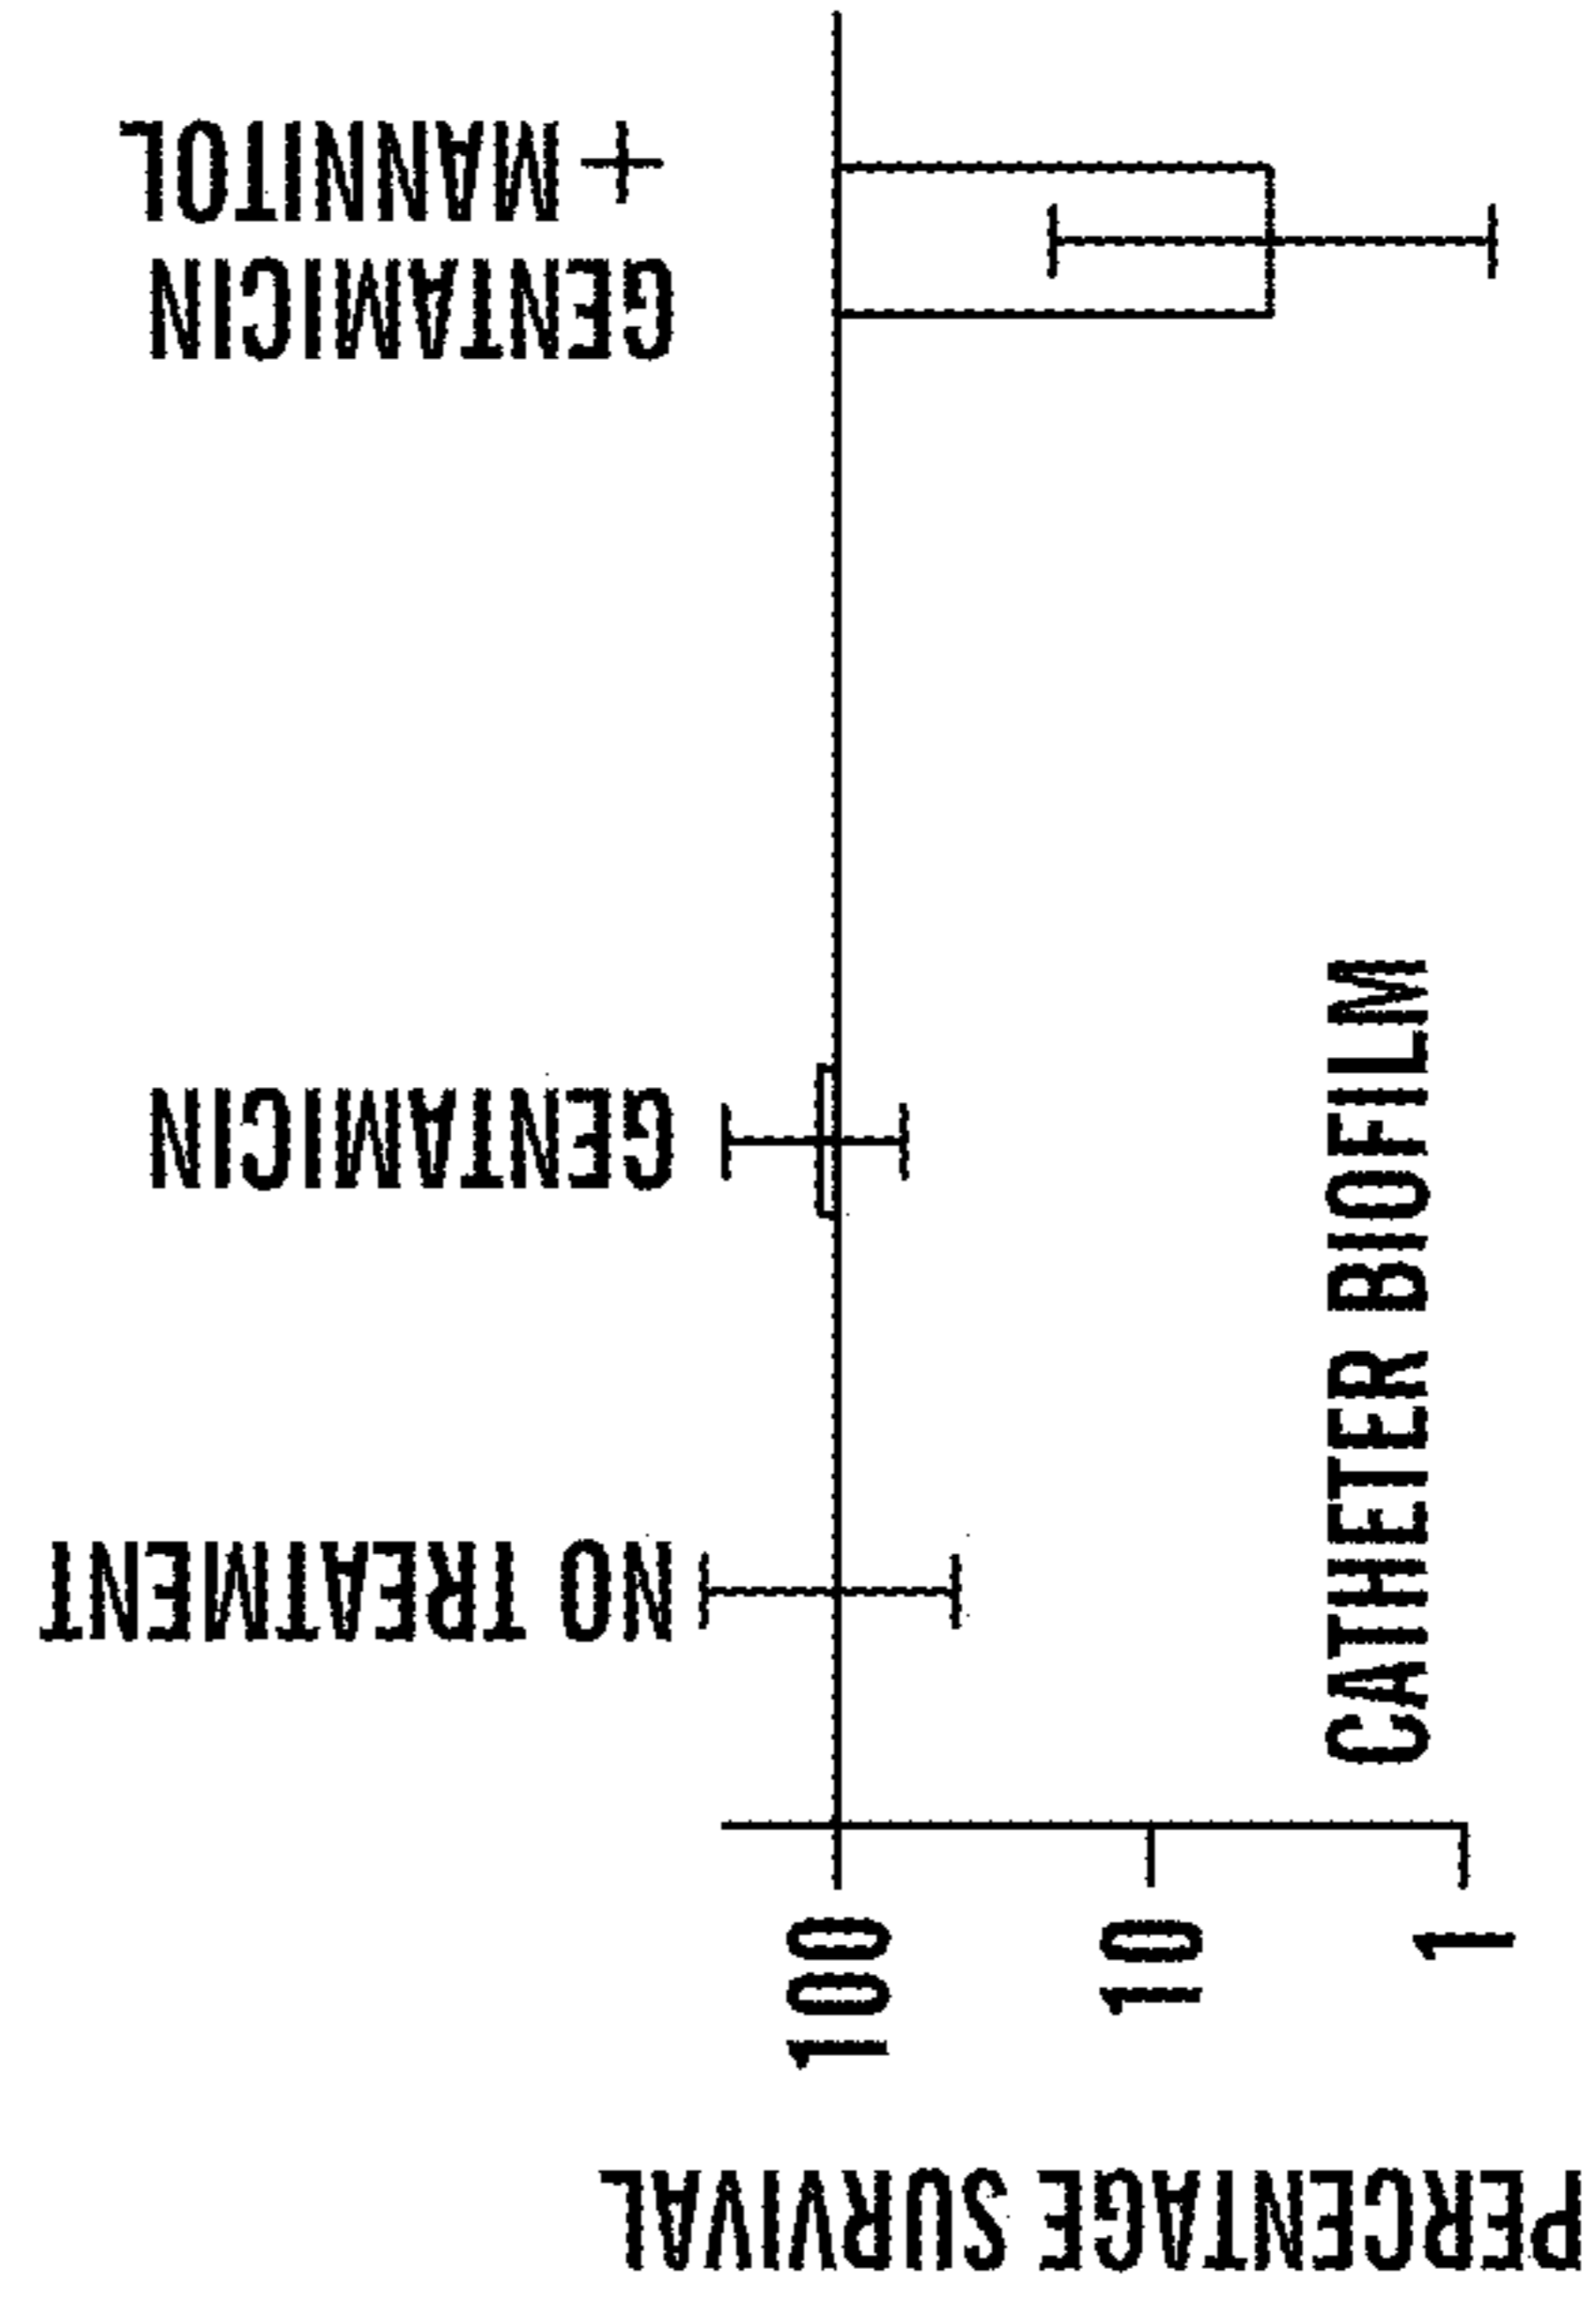 NO TREATMENT
GENTAMICIN
GENTAMICIN
+ MANNITOL
PERCENTAGE SURVIVAL
100
10
1
CATHETER BIOFILM